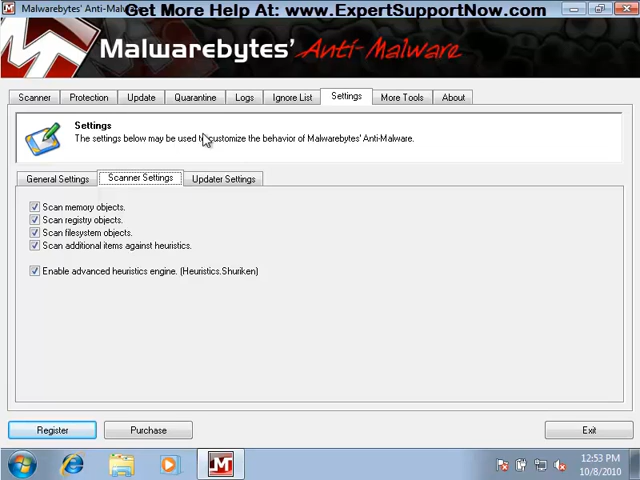 Malwarebytes' Anti-Malware
Get More Help At: www.ExpertSupportNow.com
Malwarebytes' Anti-Malware
Scanner Protection Update Quarantine Logs Ignore List Settings More Tools About
Settings
The settings below may be used to customize the behavior of Malwarebytes' Anti-Malware.
General Settings Scanner Settings Updater Settings
Scan memory objects.
Scan registry objects.
Scan filesystem objects.
Scan additional items against heuristics.
Enable advanced heuristics engine. (Heuristics.Shuriken)
Register Purchase Exit
12:53 PM
10/8/2010